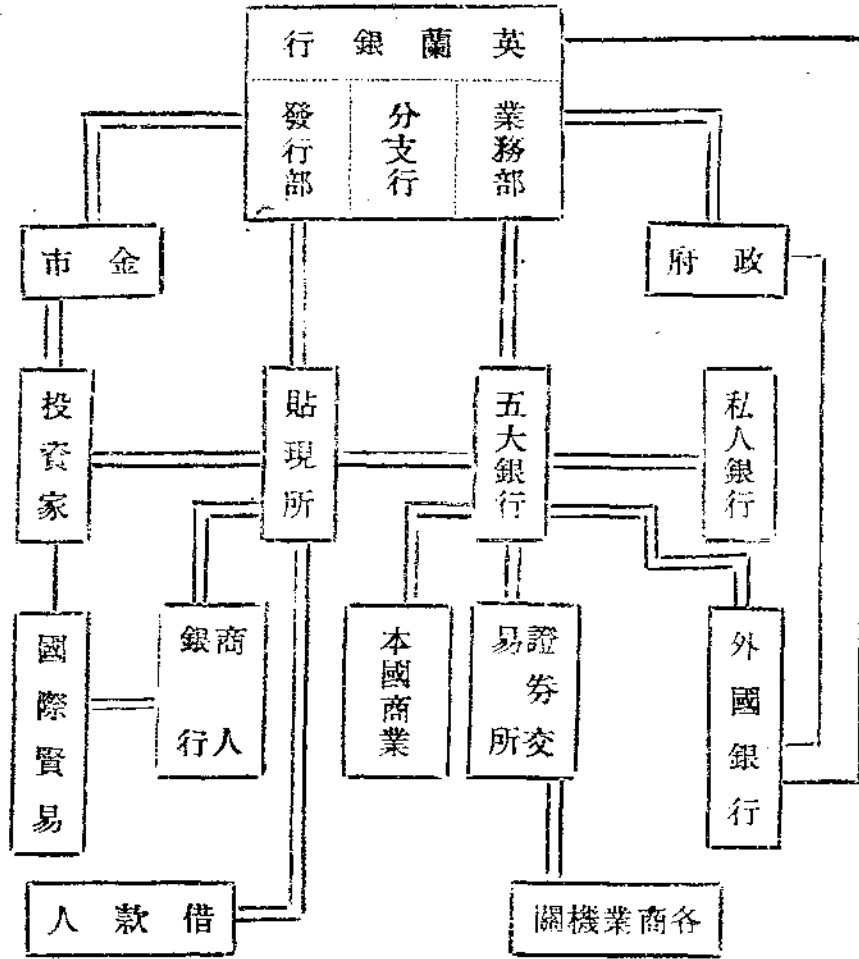 英蘭銀行
業務部
分支行
發行部
政府
金市
私人銀行
五大銀行
貼現所
投資家
外國銀行
證券交
易所
本國商業
商人
銀行
國際賢易
各商業機關
借款人